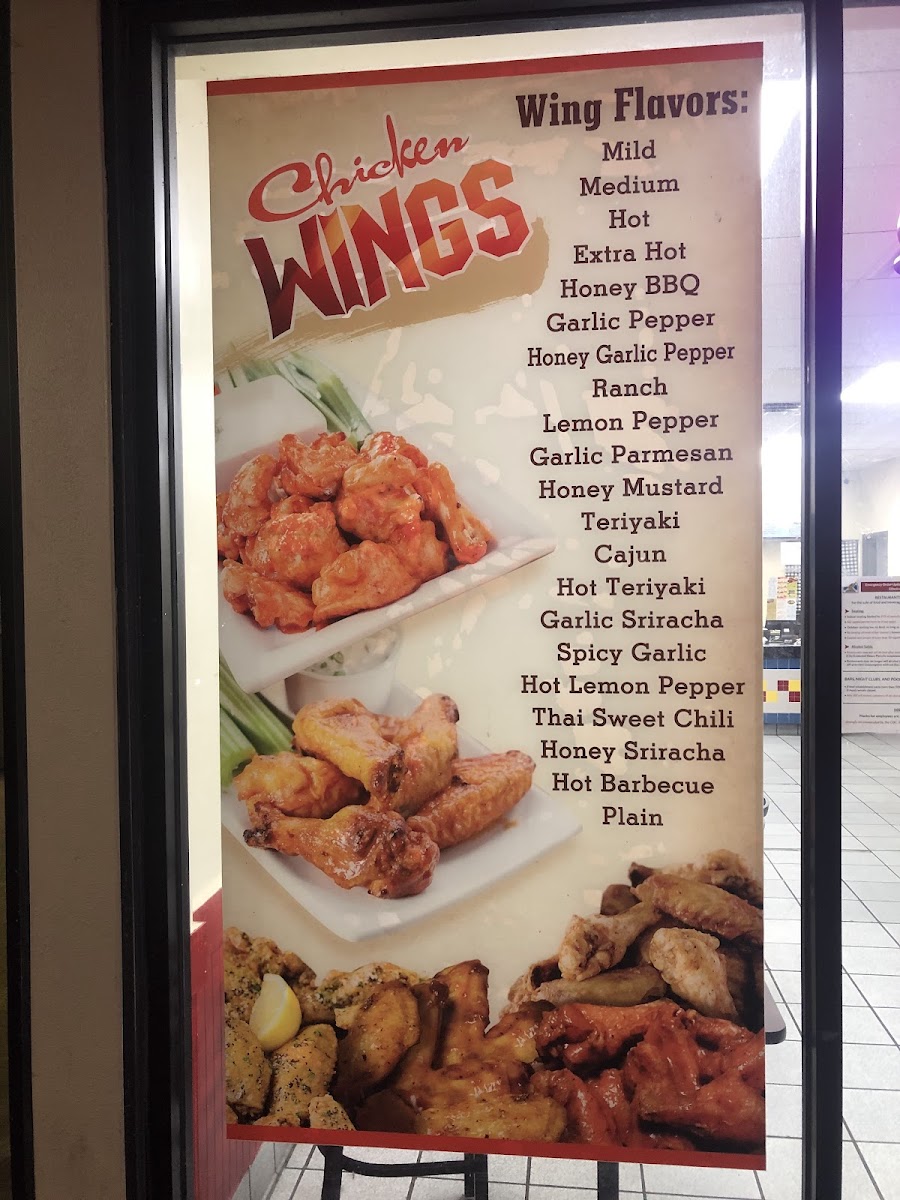 Chicken
WINGS
Wing Flavors:
Mild
Medium
Hot
Extra Hot
Honey BBQ
Garlic Pepper
Honey Garlic Pepper
Ranch
Lemon Pepper
Garlic Parmesan
Honey Mustard
Teriyaki
Cajun
Hot Teriyaki
Garlic Sriracha
Spicy Garlic
Hot Lemon Pepper
Thai Sweet Chili
Honey Sriracha
Hot Barbecue
Plain